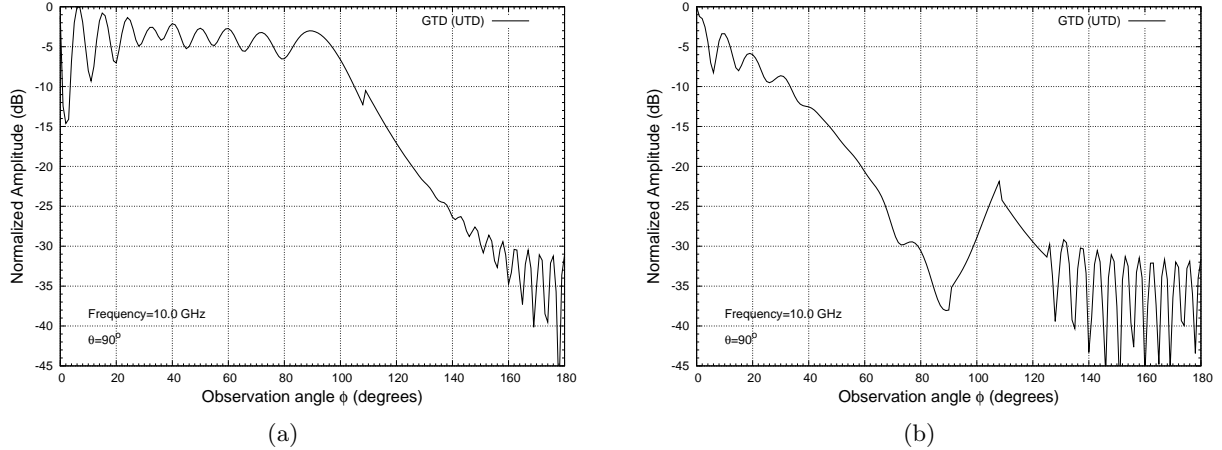 0
-5
-10
-15
-20
-25
-30
-35
-40
-45
0 20 40 60 80 100 120 140 160 180
Normalized Amplitude (dB)
Observation angle ϕ (degrees)
GTD (UTD)
Frequency=10.0 GHz
θ=90°
(a)
0
-5
-10
-15
-20
-25
-30
-35
-40
-45
0 20 40 60 80 100 120 140 160 180
Normalized Amplitude (dB)
Observation angle ϕ (degrees)
GTD (UTD)
Frequency=10.0 GHz
θ=90°
(b)